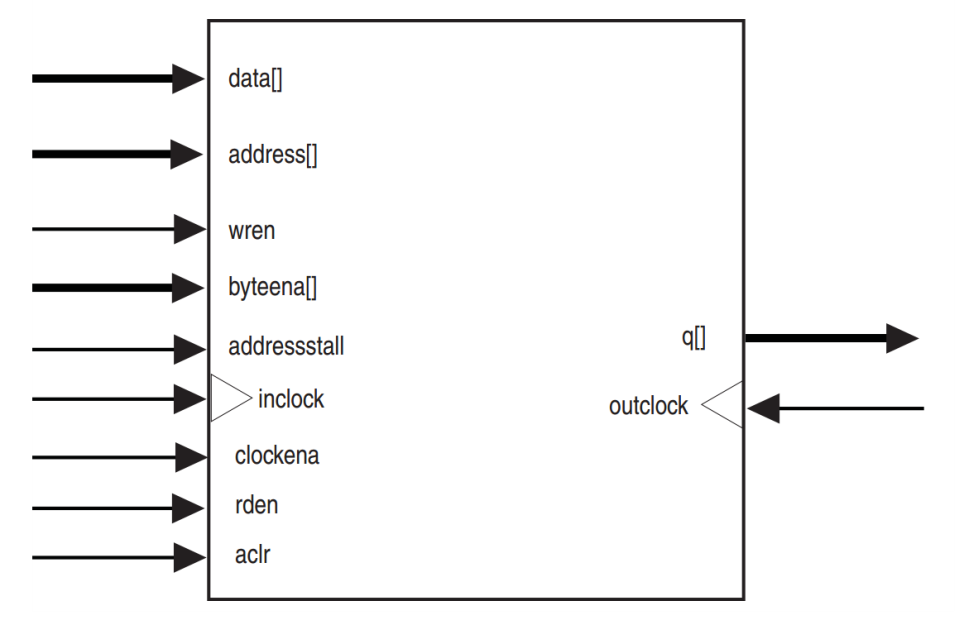 data[]
address[]
wren
byteena[]
addressstall
inclock
clockena
rden
aclr
q[]
outclock